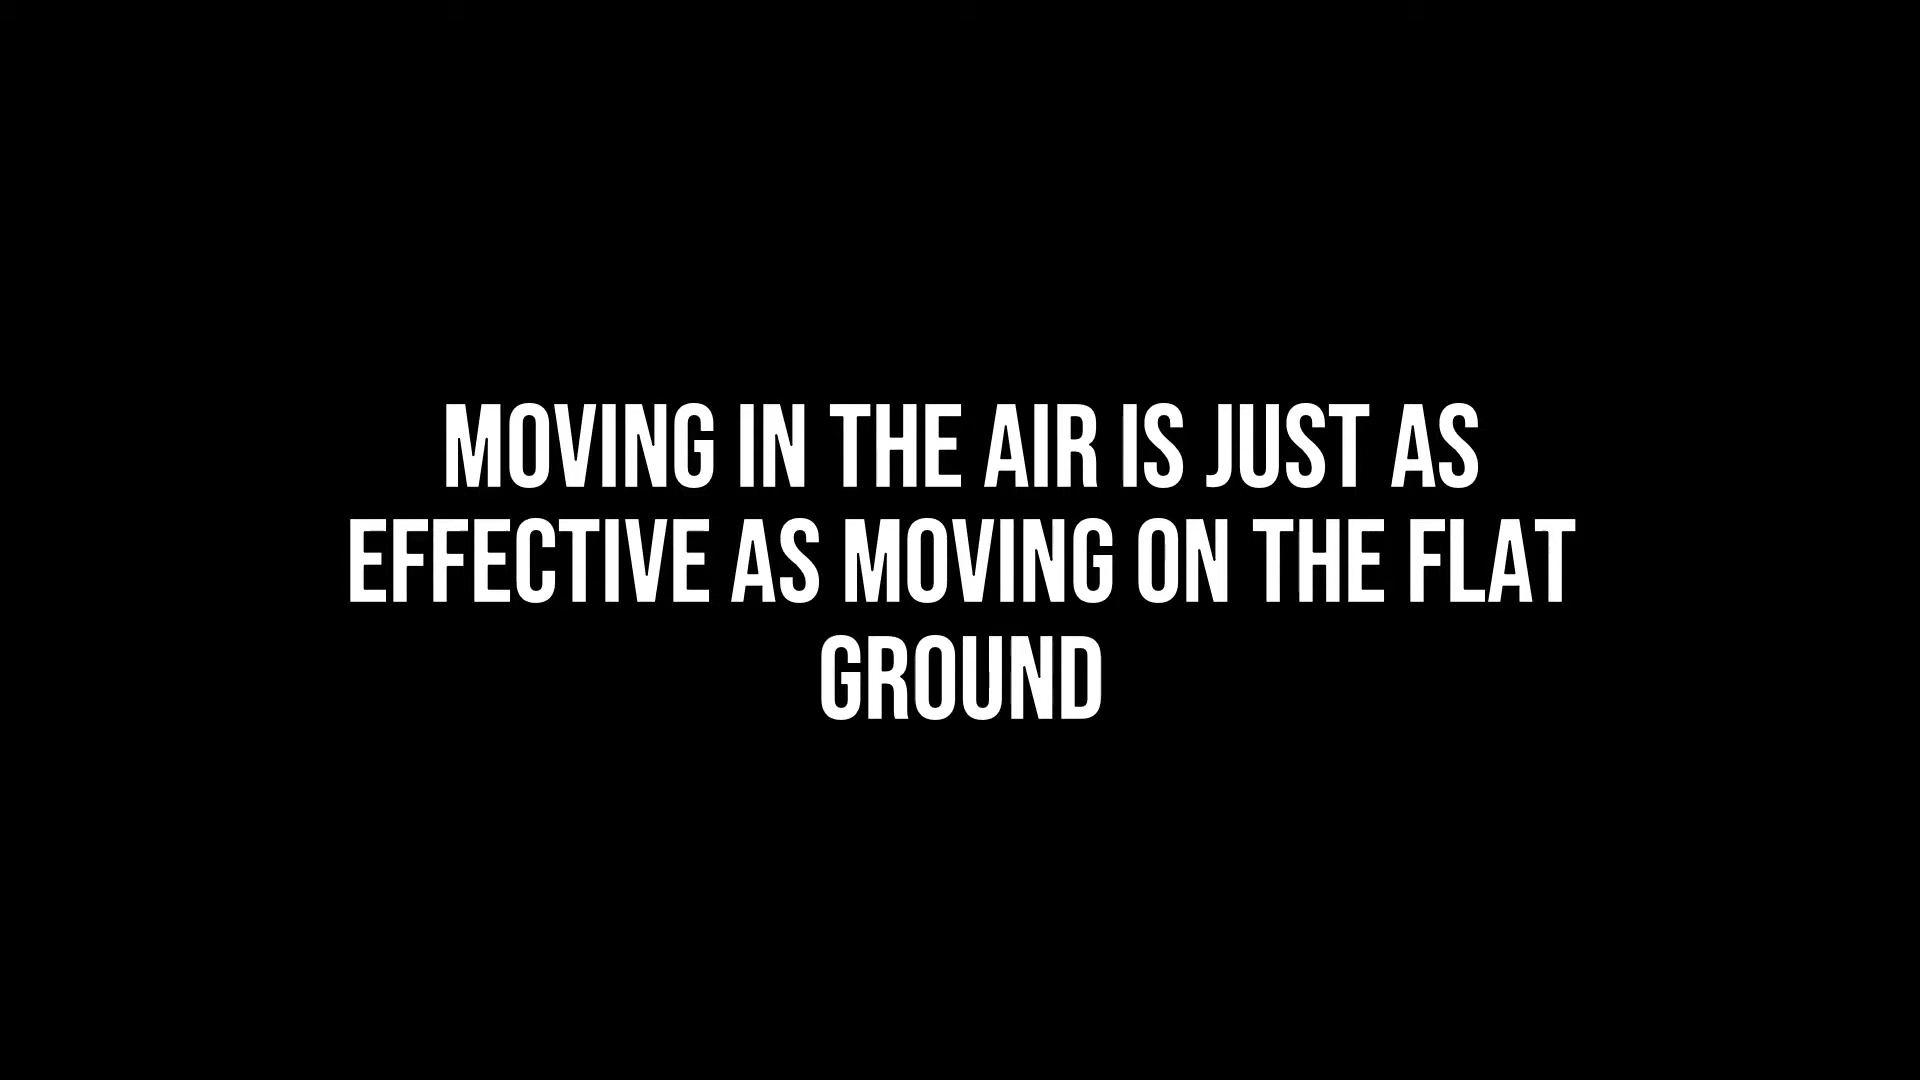 MOVING IN THE AIR IS JUST AS
EFFECTIVE AS MOVING ON THE FLAT
GROUND